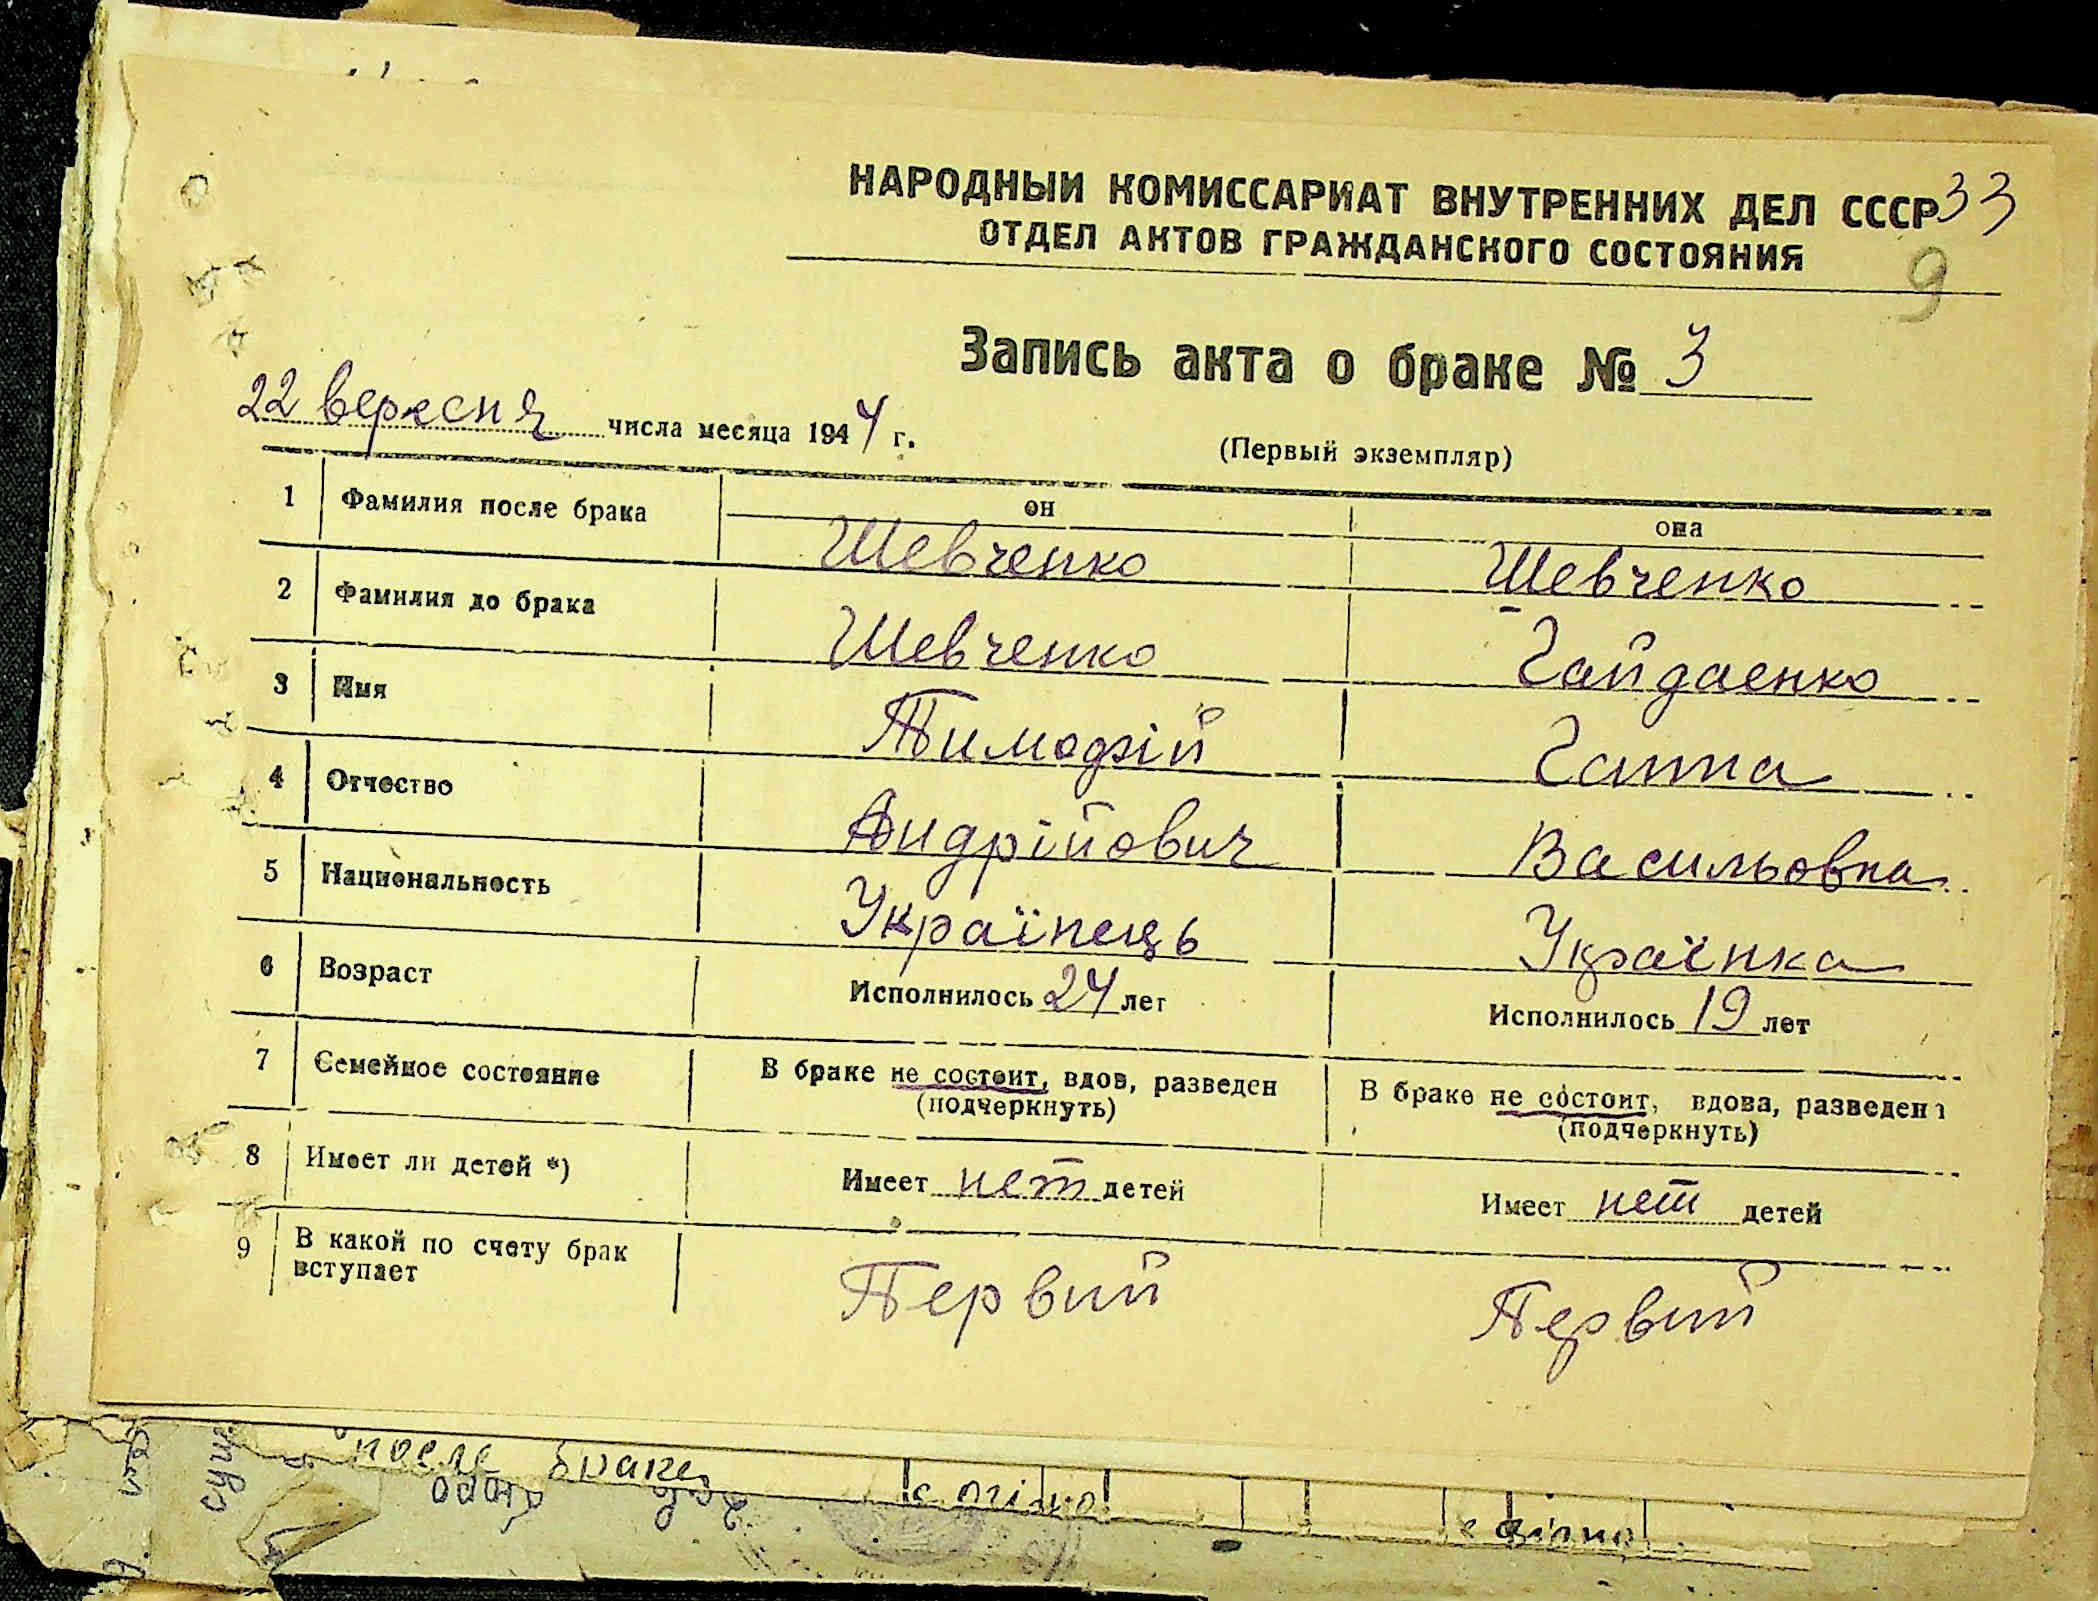 НАРОДНЫЙ КОМИССАРИАТ ВНУТРЕННИХ ДЕЛ СССР 33
ОТДЕЛ АКТОВ ГРАЖДАНСКОГО СОСТОЯНИЯ
9
Запись акта о браке № 3
22 вересня числа месяца 1944 г.
(Первый экземпляр)
он она
1 Фамилия после брака Шевченко Шевченко
2 Фамилия до брака Шевченко Гайдаенко
3 Имя Тимофій Ганна
4 Отчество Андрійович Васильовна
5 Национальность Українець Українка
6 Возраст Исполнилось 24 лет Исполнилось 19 лет
7 Семейное состояние В браке не состоит, вдов, разведен В браке не состоит, вдова, разведена
(подчеркнуть) (подчеркнуть)
8 Имеет ли детей *) Имеет нет детей Имеет нет детей
9 В какой по счету брак
вступает Первий Первий
после брака